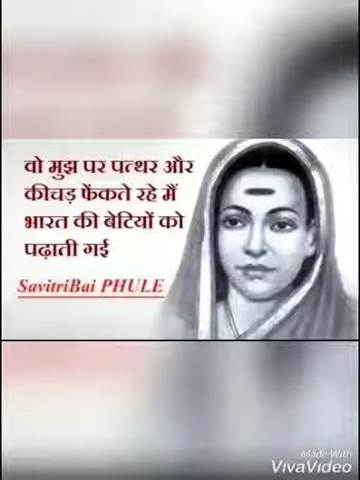 वो मुझ पर पत्थर और
कीचड़ फेंकते रहे मैं
भारत की बेटियों को
पढ़ाती गई
SavitriBai PHULE
Made With
VivaVideo